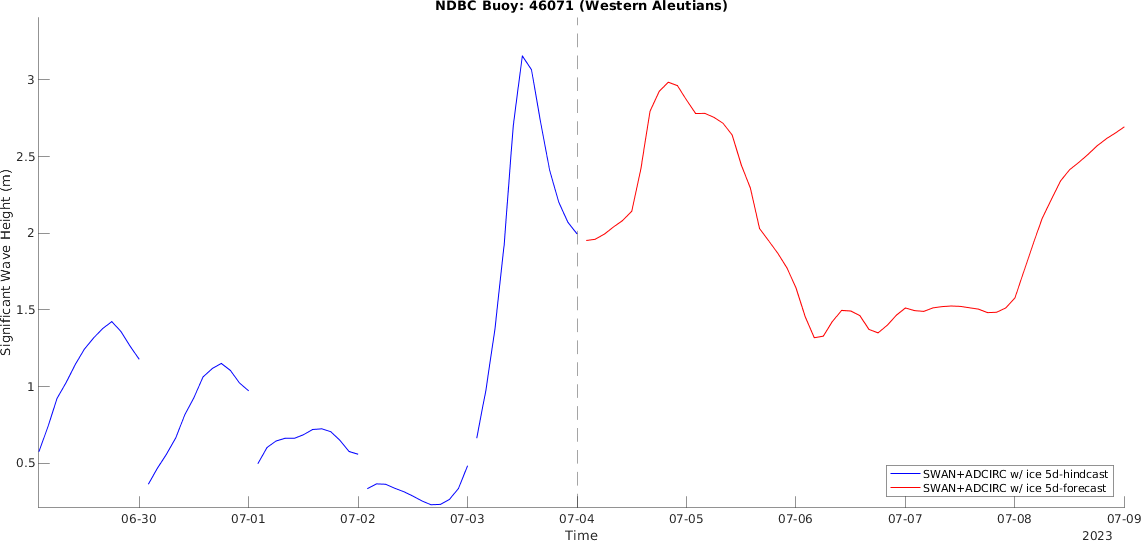 NDBC Buoy: 46071 (Western Aleutians)
Significant Wave Height (m)
3
2.5
2
1.5
1
0.5
SWAN+ADCIRC w/ ice 5d-hindcast
SWAN+ADCIRC w/ ice 5d-forecast
06-30 07-01 07-02 07-03 07-04 07-05 07-06 07-07 07-08 07-09
Time
2023